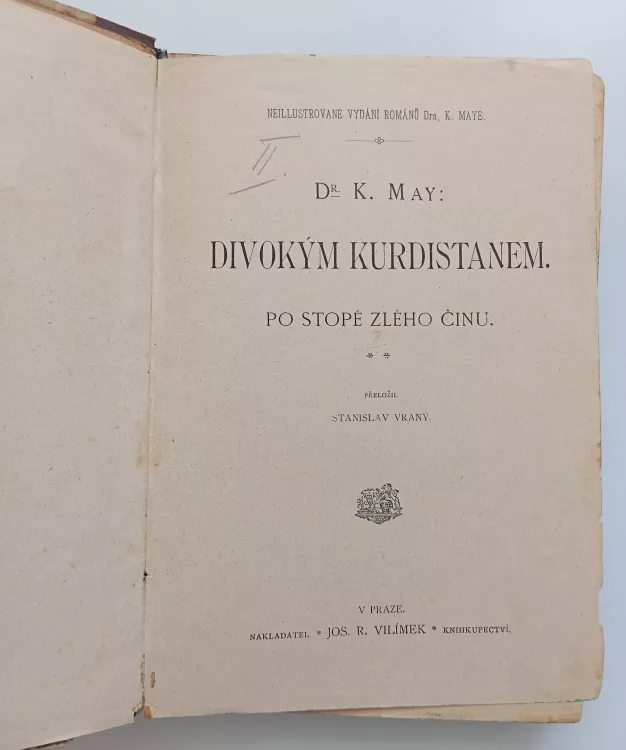 NEILLUSTROVANE VYDÁNÍ ROMÁNŮ Dra. K. MAYE.
II.
DR. K. MAY:
DIVOKÝM KURDISTANEM.
PO STOPĚ ZLÉHO ČINU.
* *
PŘELOŽIL
STANISLAV VRANÝ.
V PRAZE.
NAKLADATEL * JOS. R. VILÍMEK * KNIHKUPECTVÍ.